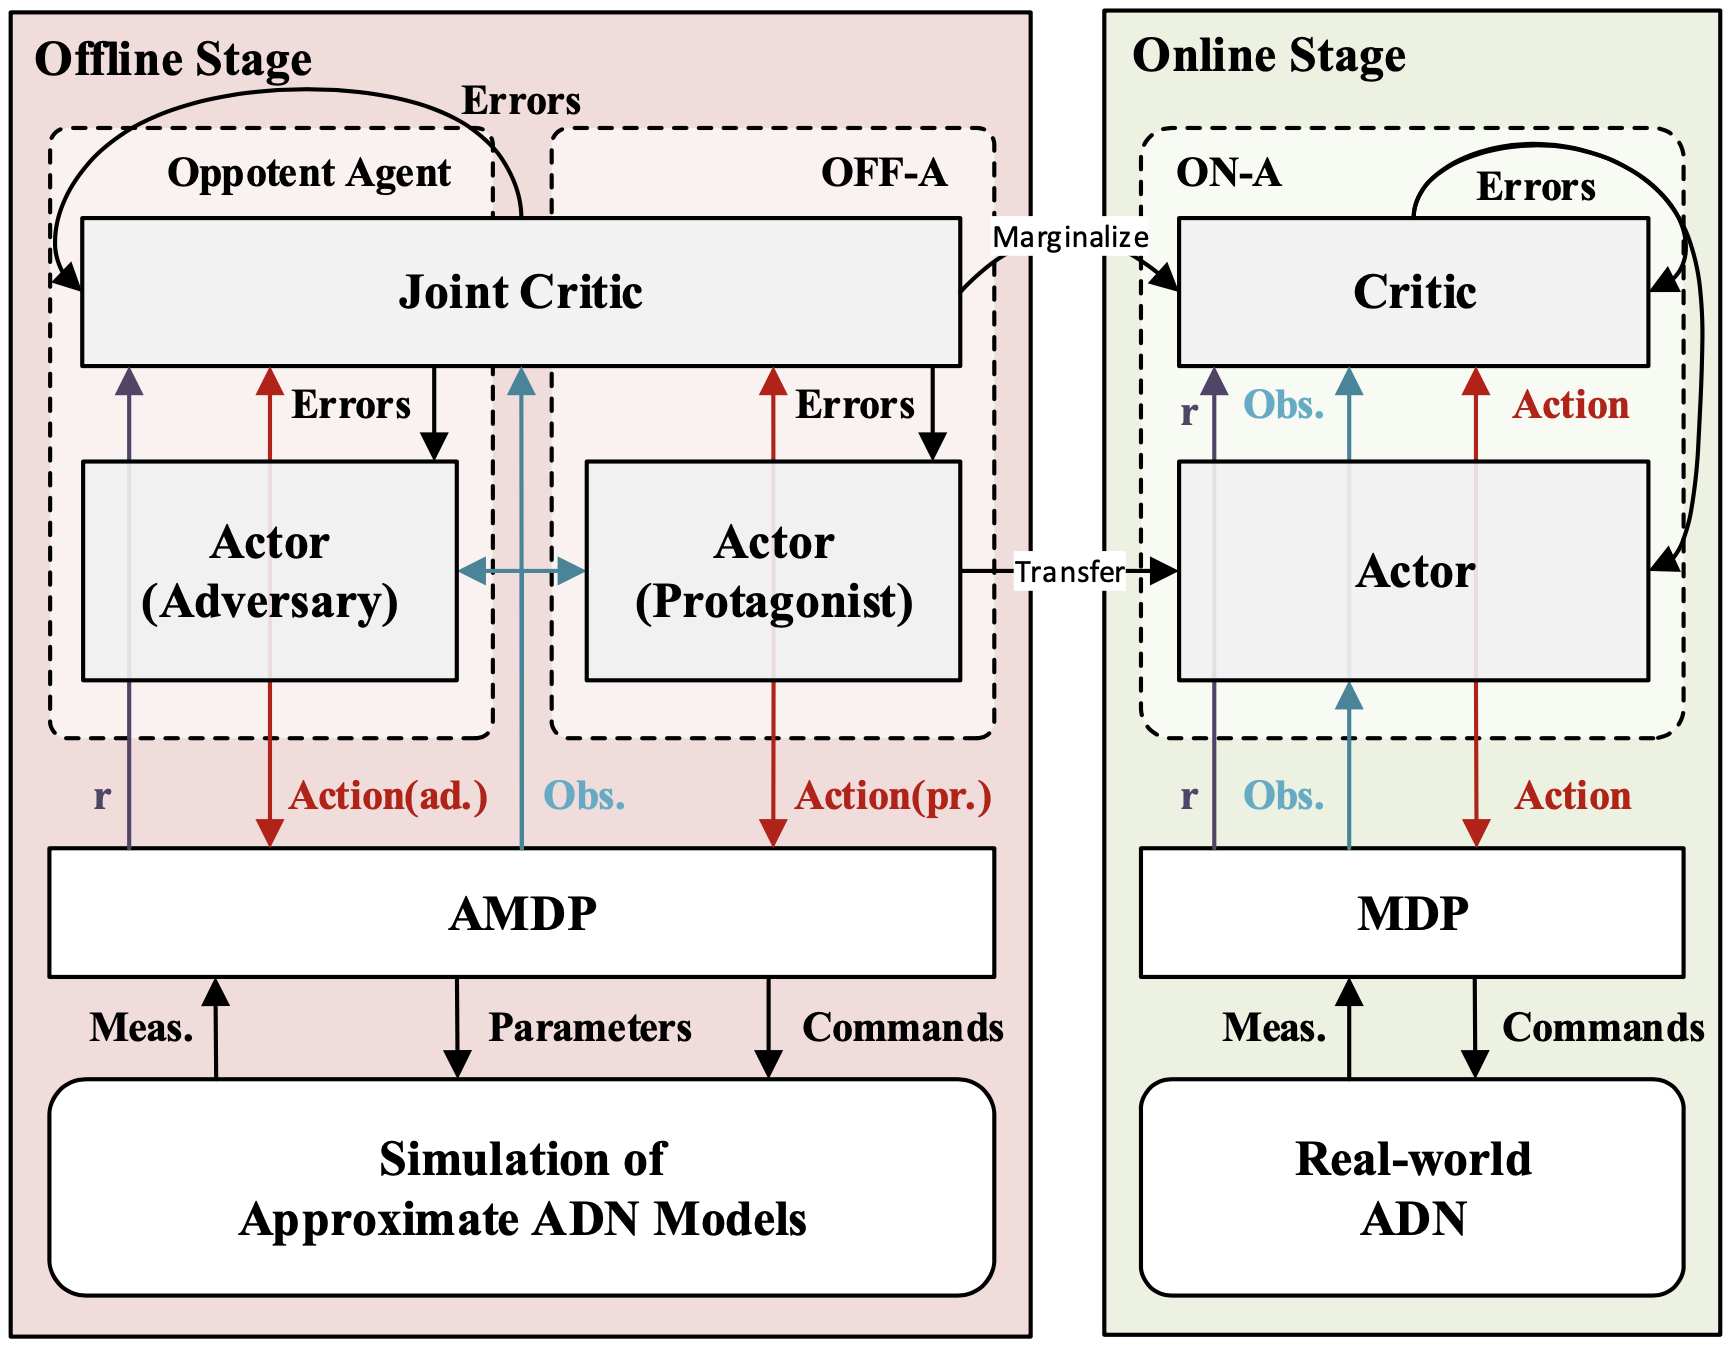 Offline Stage
Errors
Oppotent Agent
OFF-A
Joint Critic
Errors
Errors
Actor
(Adversary)
Actor
(Protagonist)
r
Action(ad.)
Obs.
Action(pr.)
AMDP
Meas.
Parameters
Commands
Simulation of
Approximate ADN Models
Marginalize
Transfer
Online Stage
ON-A
Errors
Critic
r
Obs.
Action
Actor
r
Obs.
Action
MDP
Meas.
Commands
Real-world
ADN